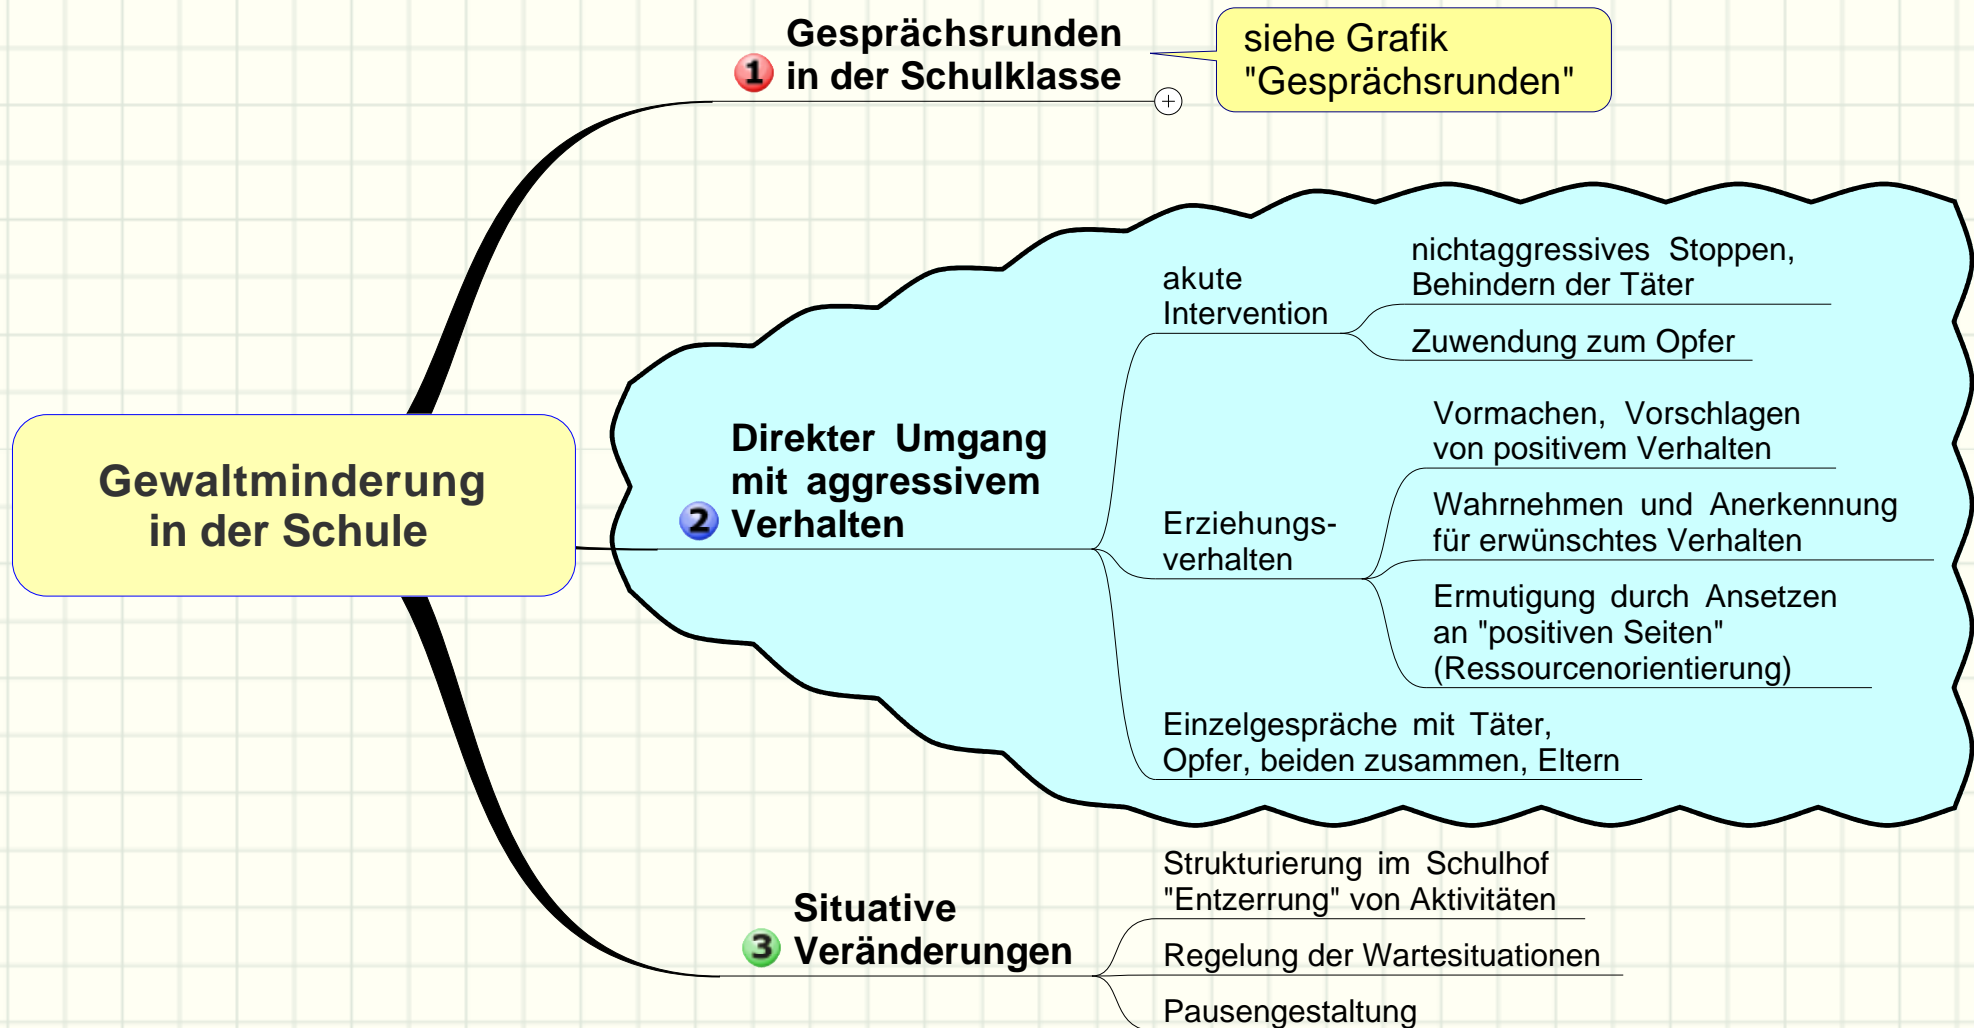 Gesprächsrunden
1 in der Schulklasse
siehe Grafik
"Gesprächsrunden"
Gewaltminderung
in der Schule
Direkter Umgang
mit aggressivem
2 Verhalten
akute
Intervention
nichtaggressives Stoppen,
Behindern der Täter
Zuwendung zum Opfer
Erziehungs-
verhalten
Vormachen, Vorschlagen
von positivem Verhalten
Wahrnehmen und Anerkennung
für erwünschtes Verhalten
Ermutigung durch Ansetzen
an "positiven Seiten"
(Ressourcenorientierung)
Einzelgespräche mit Täter,
Opfer, beiden zusammen, Eltern
Situative
3 Veränderungen
Strukturierung im Schulhof
"Entzerrung" von Aktivitäten
Regelung der Wartesituationen
Pausengestaltung